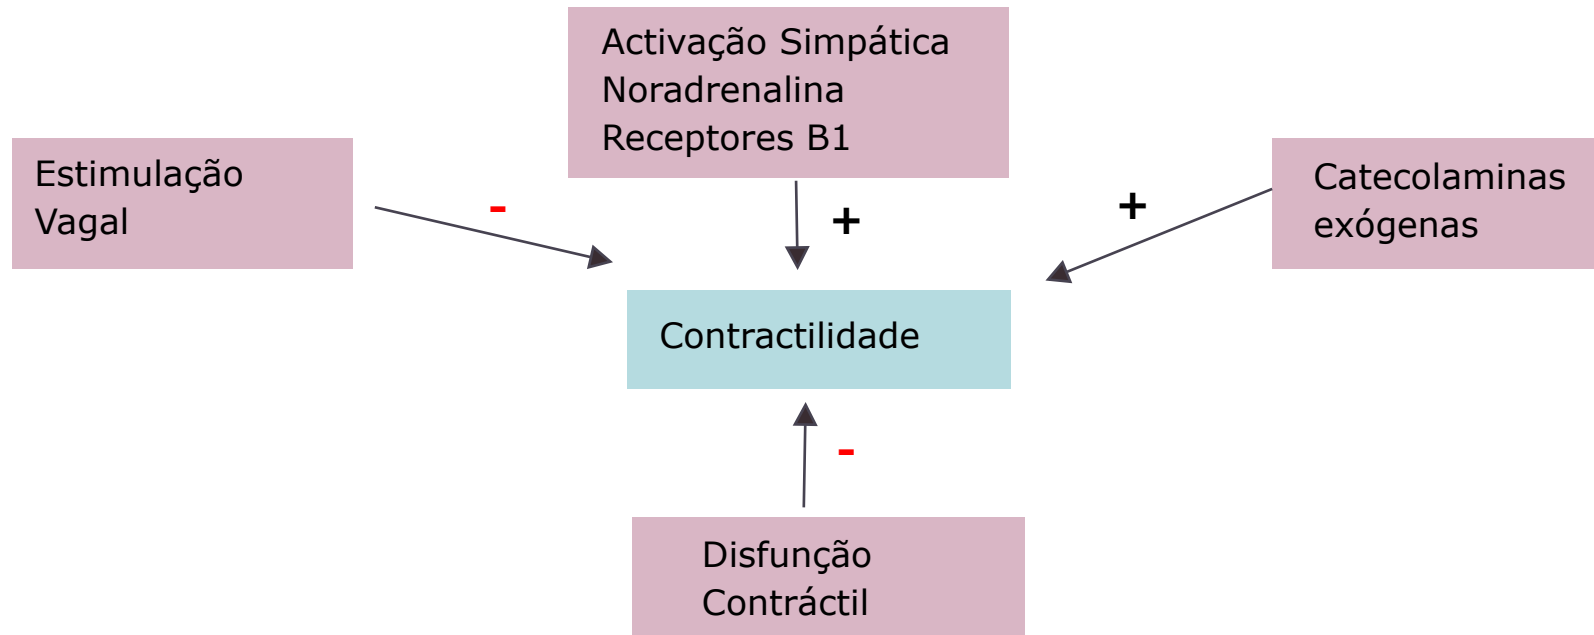 Activação Simpática
Noradrenalina
Receptores B1
Estimulação
Vagal
-
+
+
Catecolaminas
exógenas
Contractilidade
-
Disfunção
Contráctil